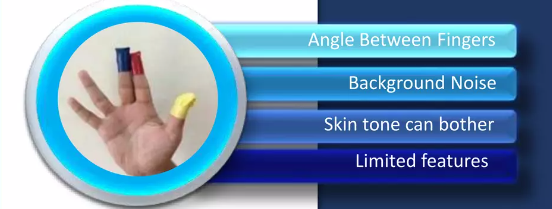 Angle Between Fingers
Background Noise
Skin tone can bother
Limited features